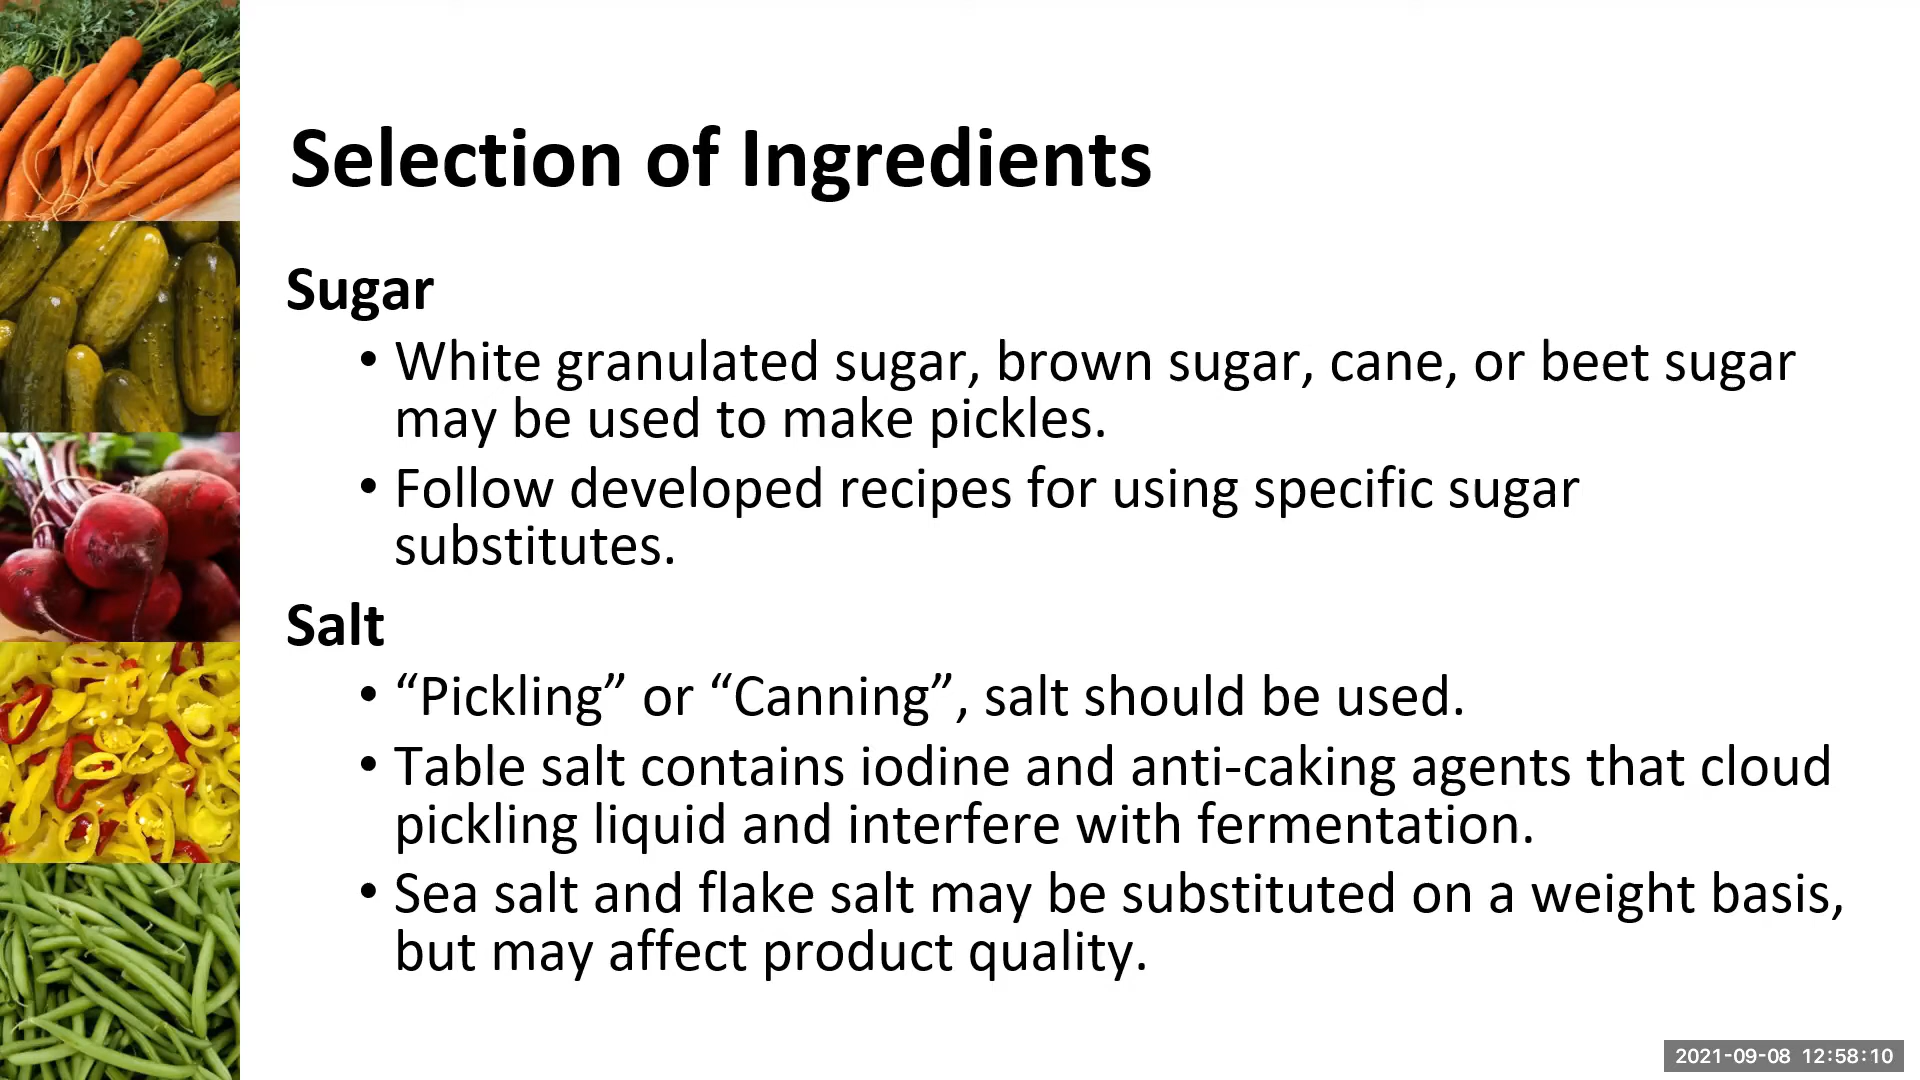 Selection of Ingredients
Sugar
• White granulated sugar, brown sugar, cane, or beet sugar
may be used to make pickles.
• Follow developed recipes for using specific sugar
substitutes.
Salt
• “Pickling” or “Canning”, salt should be used.
• Table salt contains iodine and anti-caking agents that cloud
pickling liquid and interfere with fermentation.
• Sea salt and flake salt may be substituted on a weight basis,
but may affect product quality.
2021-09-08 12:58:10